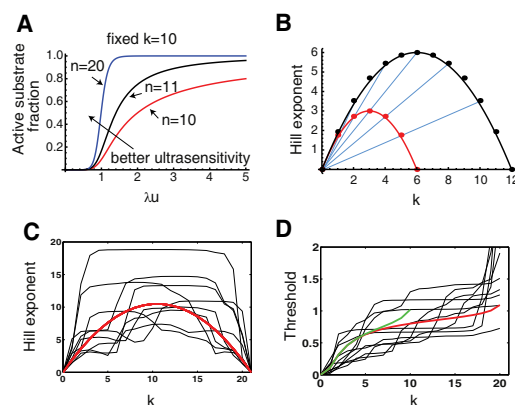 A
fixed k=10
Active substrate
fraction
1.0
0.8
0.6
0.4
0.2
n=20
n=11
n=10
better ultrasensitivity
1
2
3
4
5
λu
B
Hill exponent
6
5
4
3
2
1
0
0
2
4
6
8
10
12
k
C
Hill exponent
20
15
10
5
0
0
5
10
15
20
k
D
Threshold
2
1.5
1
0.5
0
0
5
10
15
20
k